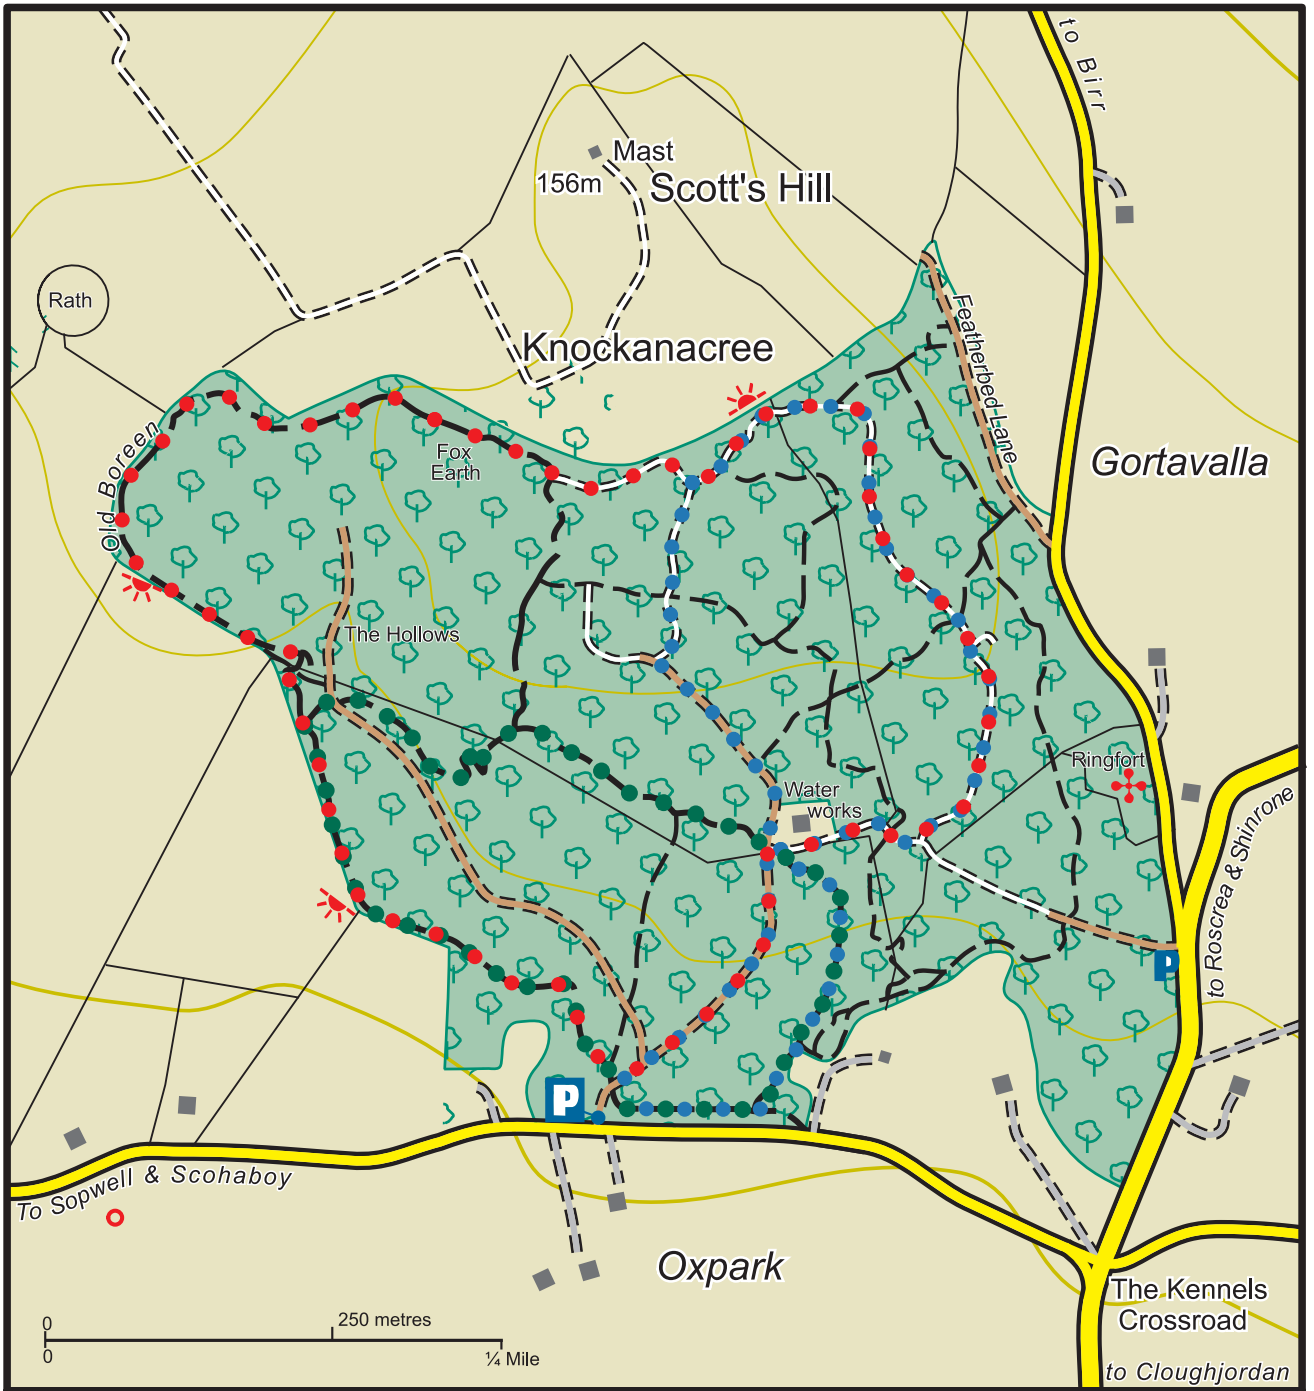 to Birr
Mast
156m
Scott's Hill
Rath
Featherbed Lane
Knockanacree
Old Boreen
Fox
Earth
Gortavalla
The Hollows
Ringfort
Water
works
to Roscrea & Shinrone
P
P
To Sopwell & Scohaboy
Oxpark
The Kennels
Crossroad
0
250 metres
0
¼ Mile
to Cloughjordan